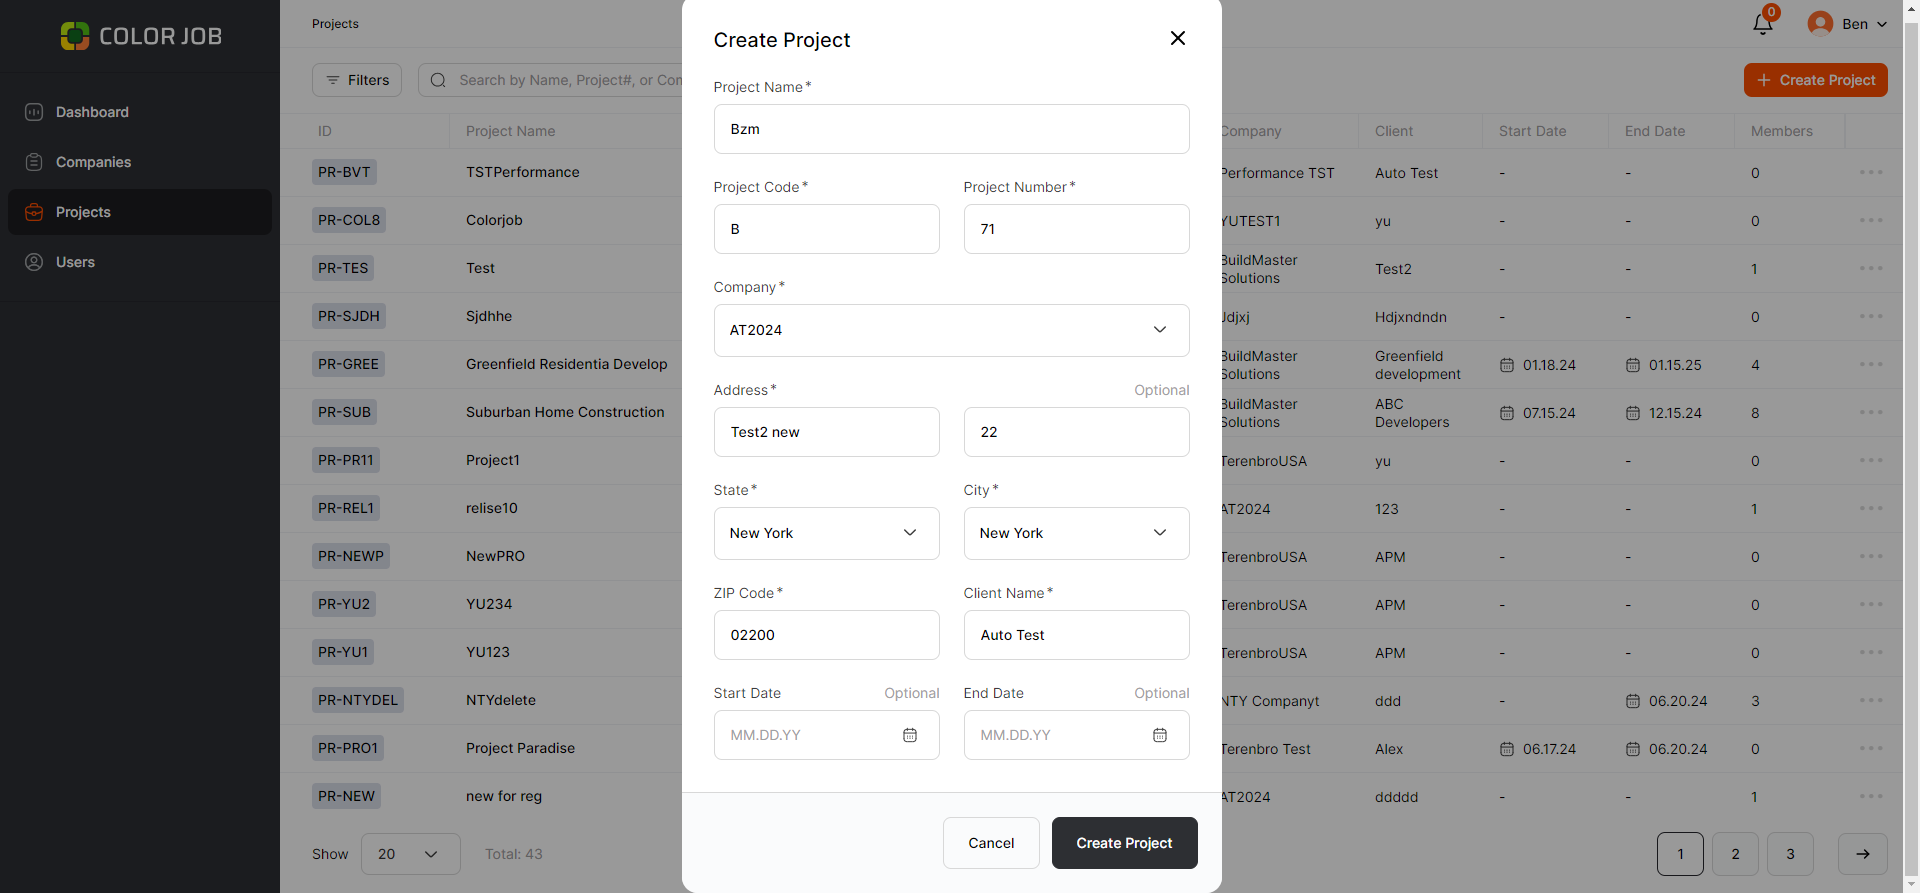 COLOR JOB
Dashboard
Companies
Projects
Users
Projects
0
Ben
Filters
Search by Name, Project#, or Con
Create Project
ID Project Name Company Client Start Date End Date Members
PR-BVT TSTPerformance Performance TST Auto Test - - 0
PR-COL8 Colorjob YUTEST1 yu - - 0
PR-TES Test BuildMaster Solutions Test2 - - 1
PR-SJDH Sjdhhe Jdjxj Hdjxndndn - - 0
PR-GREE Greenfield Residentia Develop BuildMaster Solutions Greenfield development 01.18.24 01.15.25 4
PR-SUB Suburban Home Construction BuildMaster Solutions ABC Developers 07.15.24 12.15.24 8
PR-PR11 Project1 TerenbroUSA yu - - 0
PR-REL1 relise10 AT2024 123 - - 1
PR-NEWP NewPRO TerenbroUSA APM - - 0
PR-YU2 YU234 TerenbroUSA APM - - 0
PR-YU1 YU123 TerenbroUSA APM - - 0
PR-NTYDEL NTYdelete NTY Companyt ddd - 06.20.24 3
PR-PRO1 Project Paradise Terenbro Test Alex 06.17.24 06.20.24 0
PR-NEW new for reg AT2024 ddddd - - 1
Show 20 Total: 43
1 2 3
Create Project
Project Name*
Bzm
Project Code* Project Number*
B 71
Company*
AT2024
Address* Optional
Test2 new 22
State* City*
New York New York
ZIP Code* Client Name*
02200 Auto Test
Start Date Optional End Date Optional
MM.DD.YY MM.DD.YY
Cancel Create Project